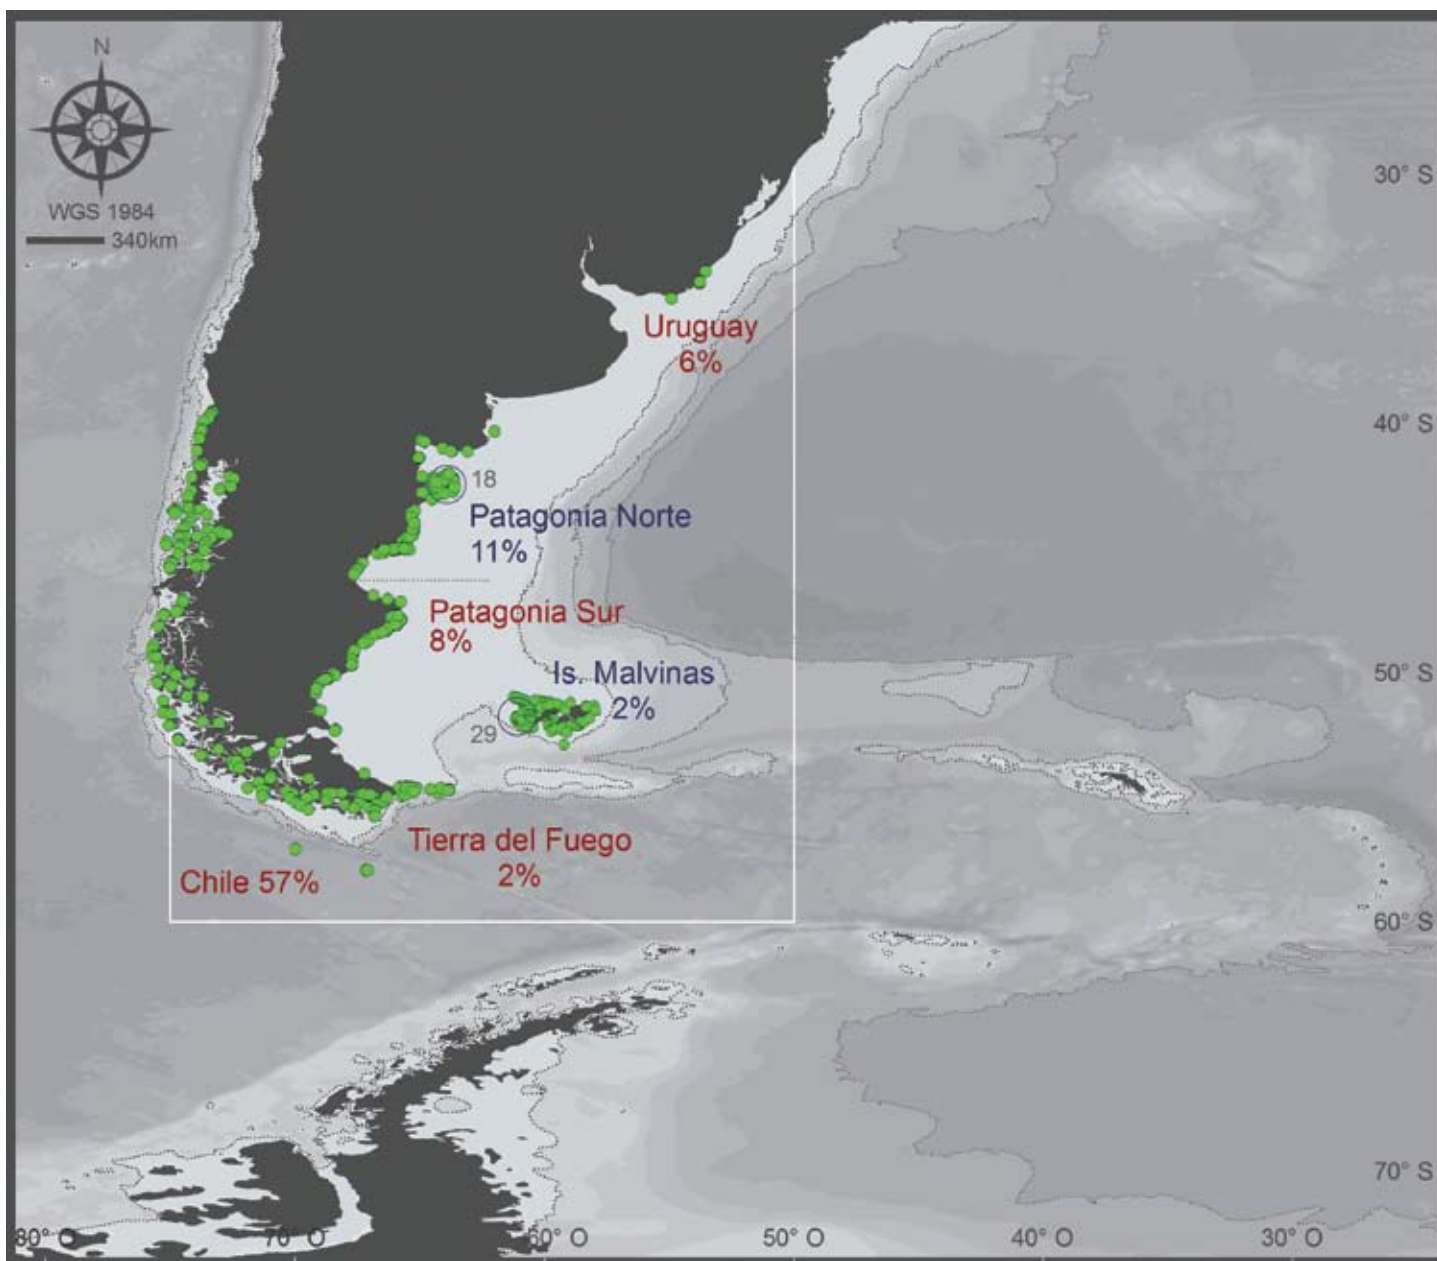 N
WGS 1984
340km
30° S
Uruguay
6%
40° S
18
Patagonia Norte
11%
Patagonia Sur
8%
Is. Malvinas
2%
50° S
29
Tierra del Fuego
2%
Chile 57%
60° S
70° S
80° O
70° O
60° O
50° O
40° O
30° O